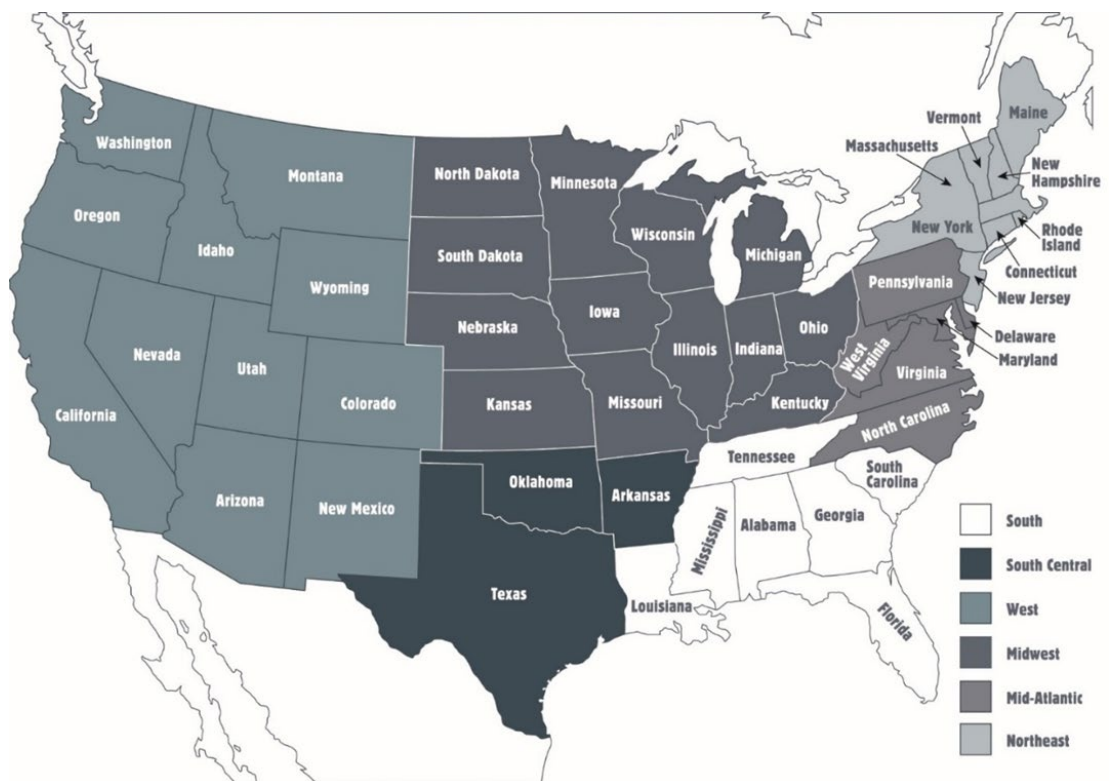 Maine
Vermont
Massachusetts
New
Hampshire
Washington
Montana
North Dakota
Minnesota
Oregon
Idaho
Wisconsin
Michigan
New York
Rhode
Island
Connecticut
South Dakota
Wyoming
Pennsylvania
New Jersey
Nebraska
Iowa
Ohio
Delaware
Maryland
Nevada
Utah
Illinois
Indiana
West
Virginia
Virginia
California
Colorado
Kansas
Missouri
Kentucky
North Carolina
Tennessee
South
Carolina
Arizona
New Mexico
Oklahoma
Arkansas
Mississippi
Alabama
Georgia
Texas
Louisiana
Florida
South
South Central
West
Midwest
Mid-Atlantic
Northeast